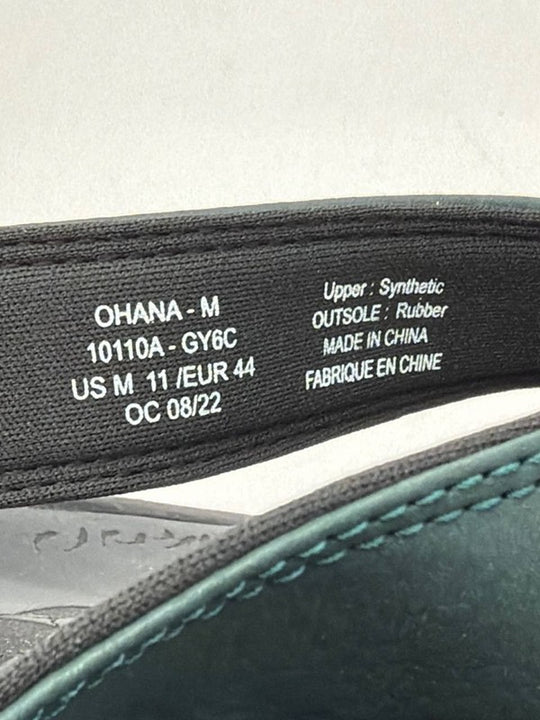 OHANA - M
10110A - GY6C
US M 11 /EUR 44
OC 08/22
Upper : Synthetic
OUTSOLE : Rubber
MADE IN CHINA
FABRIQUE EN CHINE